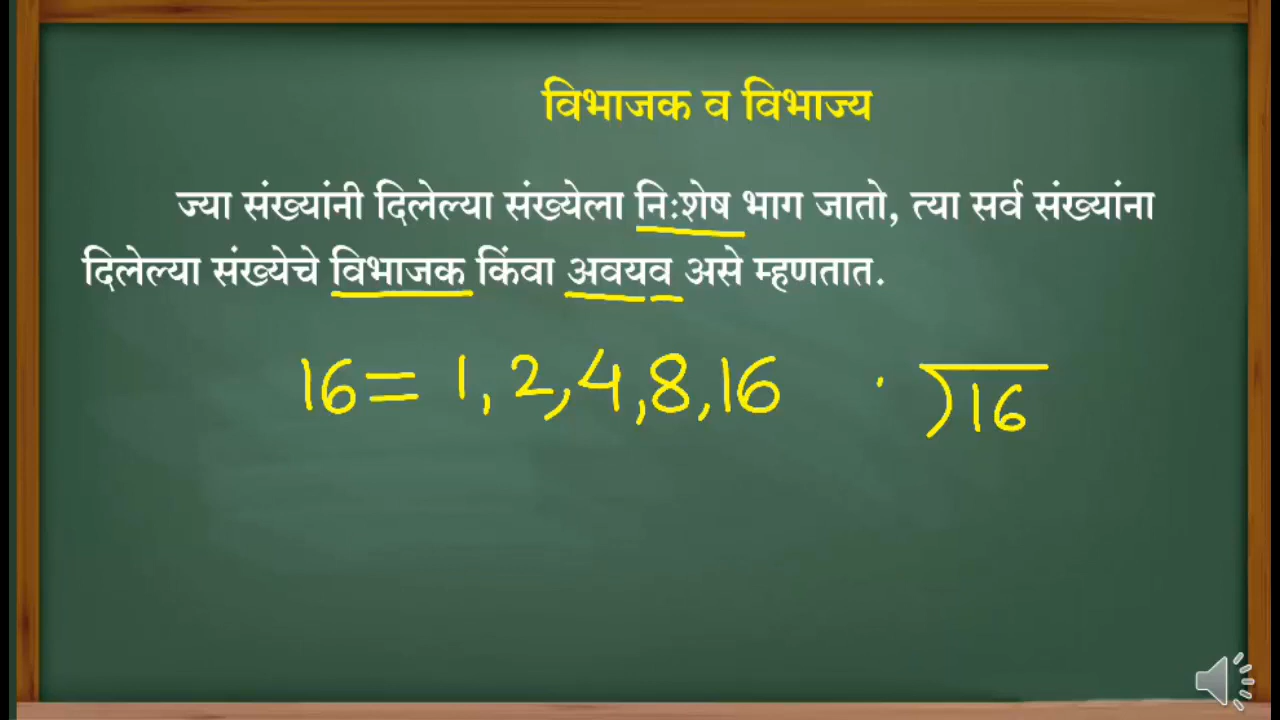 विभाजक व विभाज्य
ज्या संख्यांनी दिलेल्या संख्येला निःशेष भाग जातो, त्या सर्व संख्यांना
दिलेल्या संख्येचे विभाजक किंवा अवयव असे म्हणतात.
16 = 1, 2, 4, 8, 16
16